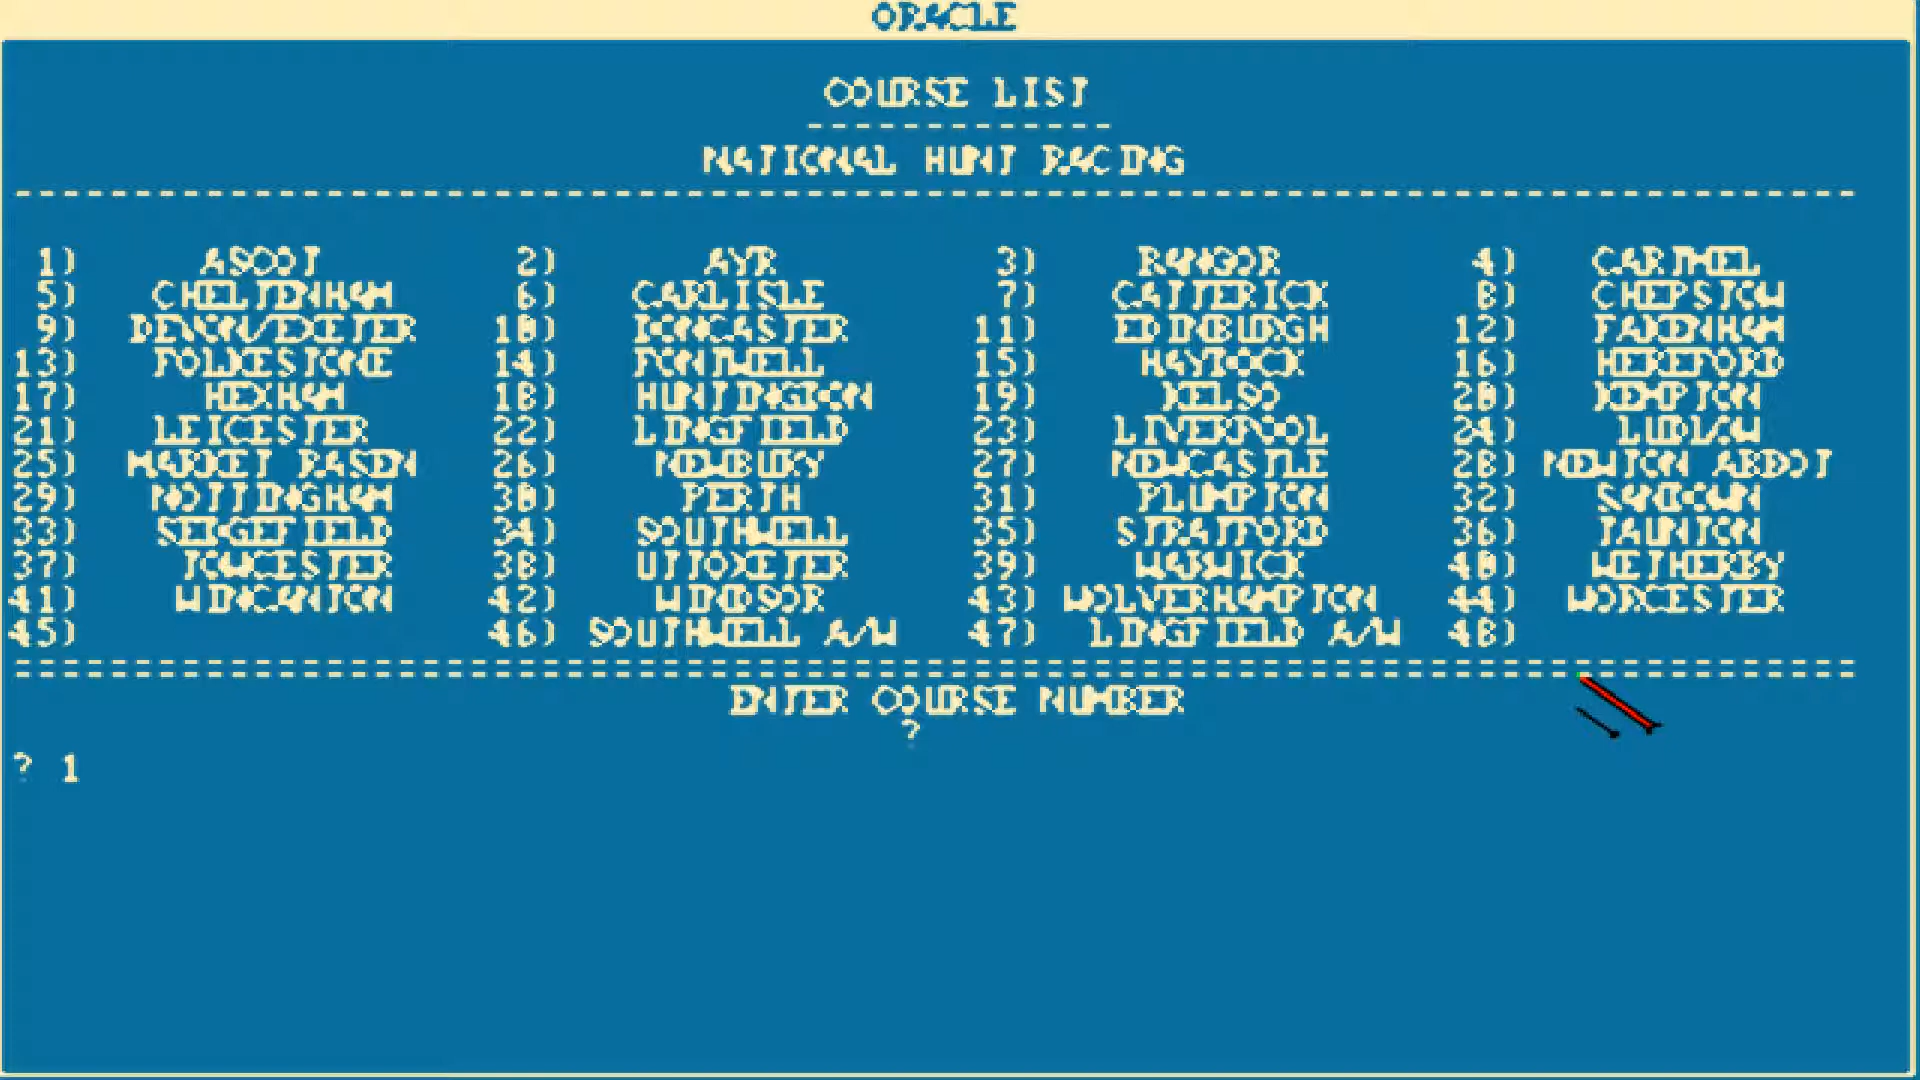 ORACLE
COURSE LIST
-------------
NATIONAL HUNT RACING
-----------------------------------------------------------------------------
1) ASCOT 2) AYR 3) BANGOR 4) CARTMEL
5) CHELTENHAM 6) CARLISLE 7) CATTERICK 8) CHEPSTOW
9) DEVON/EXETER 10) DONCASTER 11) EDINBURGH 12) FAKENHAM
13) FOLKESTONE 14) FONTWELL 15) HAYDOCK 16) HEREFORD
17) HEXHAM 18) HUNTINGTON 19) KELSO 20) KEMPTON
21) LEICESTER 22) LINGFIELD 23) LIVERPOOL 24) LUDLOW
25) MARKET RASEN 26) NEWBURY 27) NEWCASTLE 28) NEWTON ABBOT
29) NOTTINGHAM 30) PERTH 31) PLUMPTON 32) SANDOWN
33) SEDGEFIELD 34) SOUTHWELL 35) STRATFORD 36) TAUNTON
37) TOWCESTER 38) UTTOXETER 39) WARWICK 40) WETHERBY
41) WINCANTON 42) WINDSOR 43) WOLVERHAMPTON 44) WORCESTER
45) 46) SOUTHWELL A/W 47) LINGFIELD A/W 48)
=============================================================================
ENTER COURSE NUMBER
?
? 1